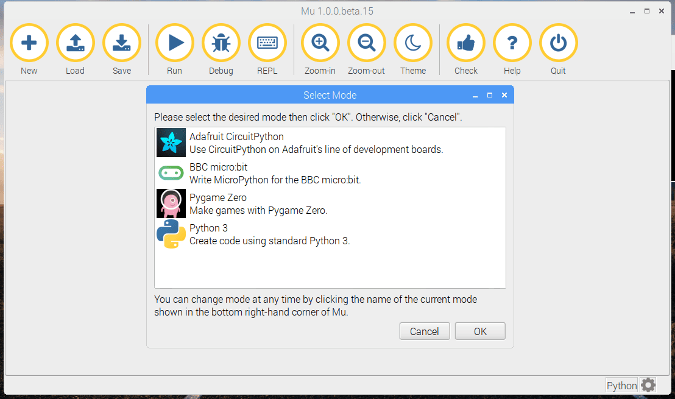 Mu 1.0.0.beta.15
New Load Save Run Debug REPL Zoom-in Zoom-out Theme Check Help Quit
Select Mode
Please select the desired mode then click "OK". Otherwise, click "Cancel".
Adafruit CircuitPython
Use CircuitPython on Adafruit's line of development boards.
BBC micro:bit
Write MicroPython for the BBC micro:bit.
Pygame Zero
Make games with Pygame Zero.
Python 3
Create code using standard Python 3.
You can change mode at any time by clicking the name of the current mode
shown in the bottom right-hand corner of Mu.
Cancel OK
Python